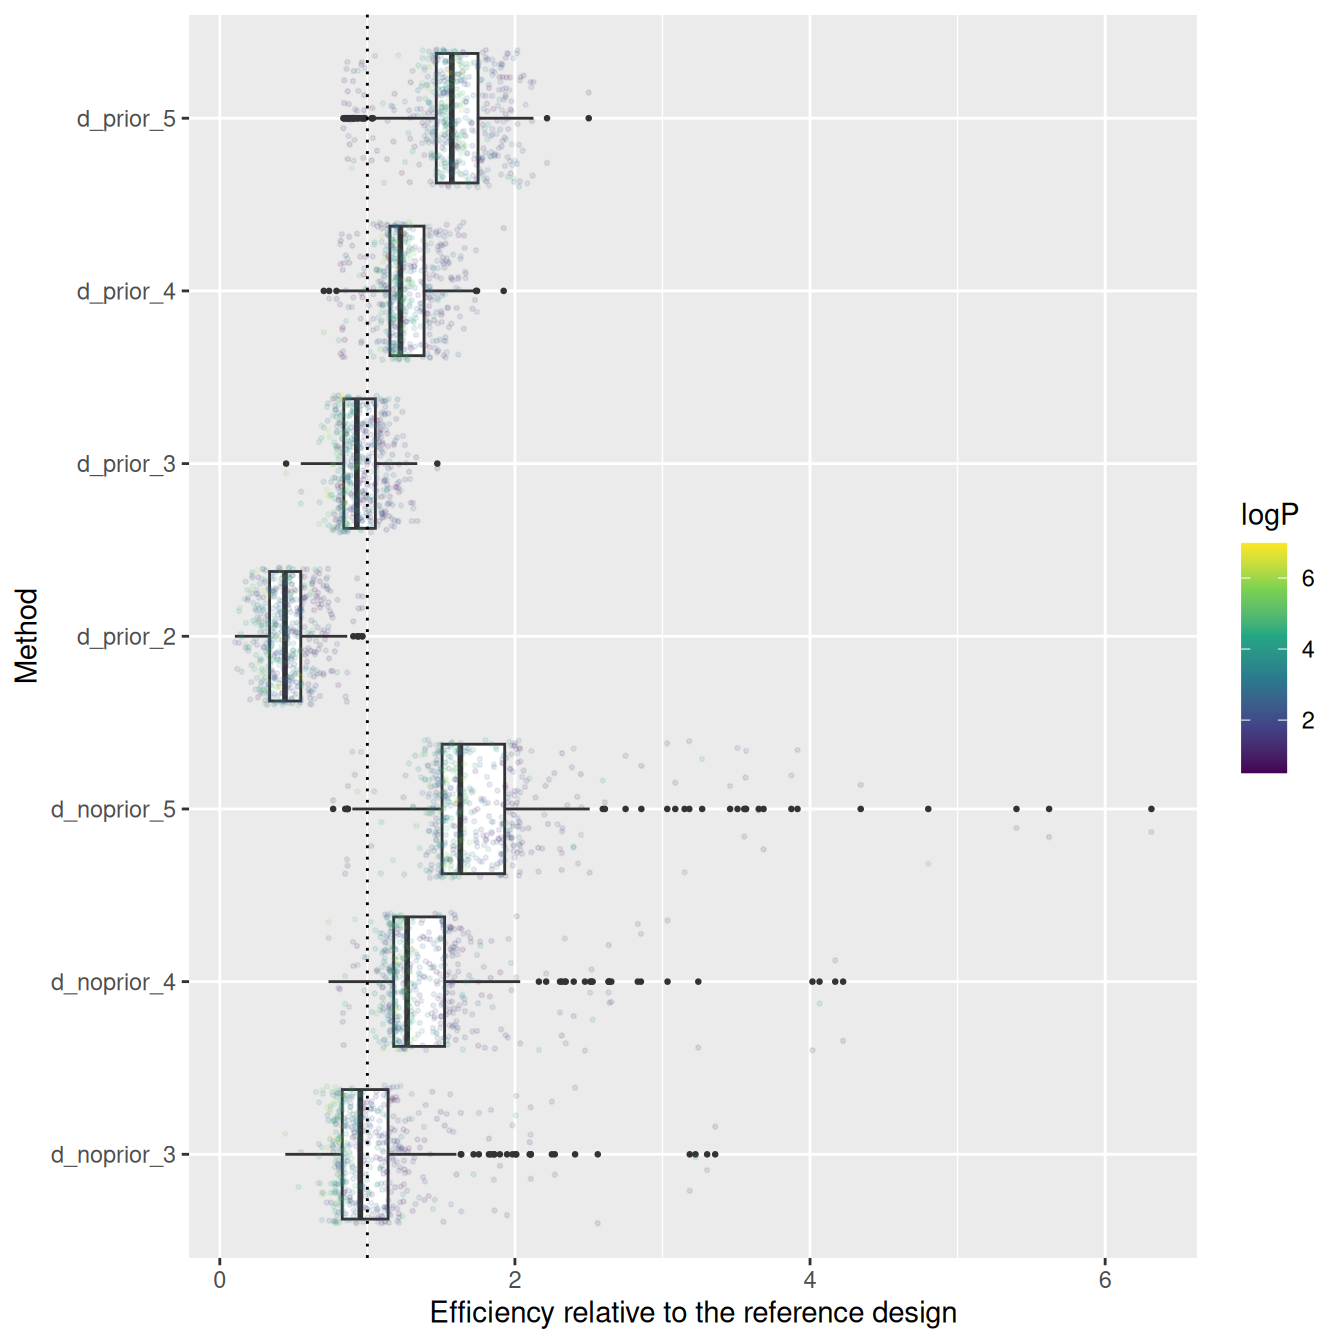 d_prior_5
d_prior_4
d_prior_3
d_prior_2
d_noprior_5
d_noprior_4
d_noprior_3
Method
0
2
4
6
Efficiency relative to the reference design
logP
6
4
2